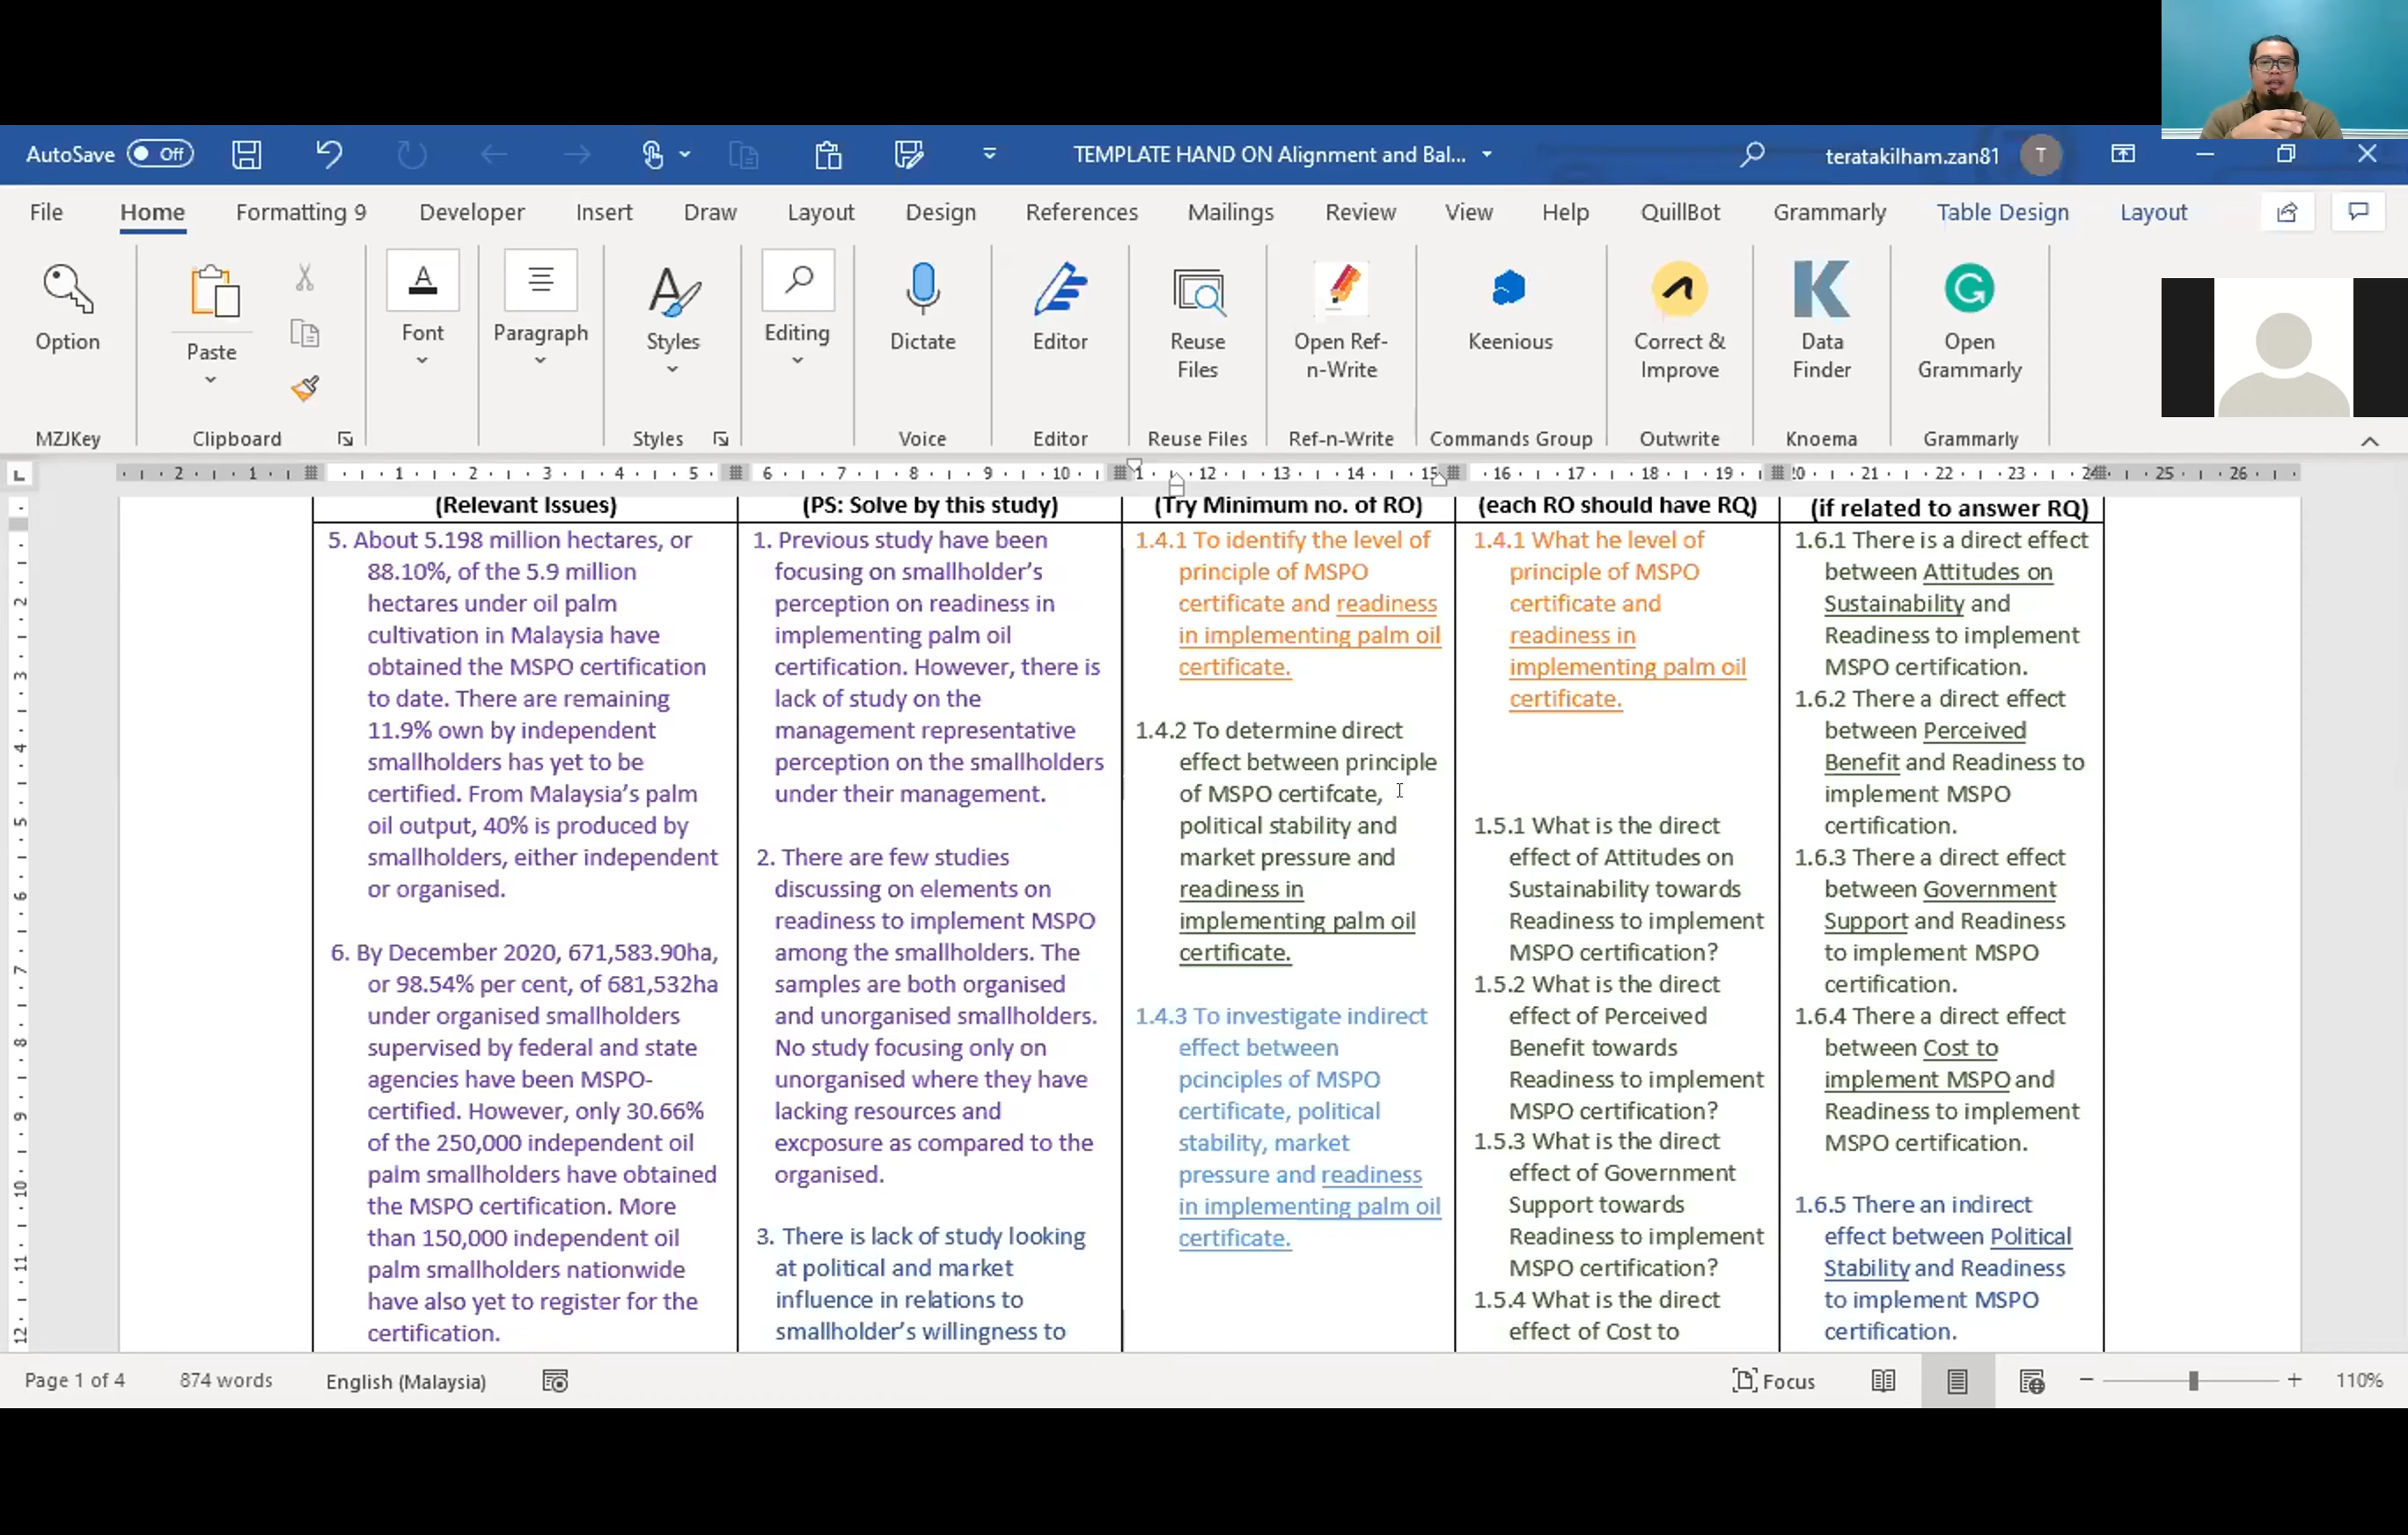 AutoSave
Off
TEMPLATE HAND ON Alignment and Bal...
teratakilham.zan81
T
File
Home
Formatting 9
Developer
Insert
Draw
Layout
Design
References
Mailings
Review
View
Help
QuillBot
Grammarly
Table Design
Layout
Option
Paste
Font
Paragraph
Styles
Editing
Dictate
Editor
Reuse
Files
Open Ref-
n-Write
Keenious
Correct &
Improve
Data
Finder
Open
Grammarly
MZJKey
Clipboard
Styles
Voice
Editor
Reuse Files
Ref-n-Write
Commands Group
Outwrite
Knoema
Grammarly
(Relevant Issues)
5. About 5.198 million hectares, or
88.10%, of the 5.9 million
hectares under oil palm
cultivation in Malaysia have
obtained the MSPO certification
to date. There are remaining
11.9% own by independent
smallholders has yet to be
certified. From Malaysia's palm
oil output, 40% is produced by
smallholders, either independent
or organised.
6. By December 2020, 671,583.90ha,
or 98.54% per cent, of 681,532ha
under organised smallholders
supervised by federal and state
agencies have been MSPO-
certified. However, only 30.66%
of the 250,000 independent oil
palm smallholders have obtained
the MSPO certification. More
than 150,000 independent oil
palm smallholders nationwide
have also yet to register for the
certification.
(PS: Solve by this study)
1. Previous study have been
focusing on smallholder's
perception on readiness in
implementing palm oil
certification. However, there is
lack of study on the
management representative
perception on the smallholders
under their management.
2. There are few studies
discussing on elements on
readiness to implement MSPO
among the smallholders. The
samples are both organised
and unorganised smallholders.
No study focusing only on
unorganised where they have
lacking resources and
excposure as compared to the
organised.
3. There is lack of study looking
at political and market
influence in relations to
smallholder's willingness to
(Try Minimum no. of RO)
1.4.1 To identify the level of
principle of MSPO
certificate and readiness
in implementing palm oil
certificate.
1.4.2 To determine direct
effect between principle
of MSPO certifcate,
political stability and
market pressure and
readiness in
implementing palm oil
certificate.
1.4.3 To investigate indirect
effect between
pcinciples of MSPO
certificate, political
stability, market
pressure and readiness
in implementing palm oil
certificate.
(each RO should have RQ)
1.4.1 What he level of
principle of MSPO
certificate and
readiness in
implementing palm oil
certificate.
1.5.1 What is the direct
effect of Attitudes on
Sustainability towards
Readiness to implement
MSPO certification?
1.5.2 What is the direct
effect of Perceived
Benefit towards
Readiness to implement
MSPO certification?
1.5.3 What is the direct
effect of Government
Support towards
Readiness to implement
MSPO certification?
1.5.4 What is the direct
effect of Cost to
(if related to answer RQ)
1.6.1 There is a direct effect
between Attitudes on
Sustainability and
Readiness to implement
MSPO certification.
1.6.2 There a direct effect
between Perceived
Benefit and Readiness to
implement MSPO
certification.
1.6.3 There a direct effect
between Government
Support and Readiness
to implement MSPO
certification.
1.6.4 There a direct effect
between Cost to
implement MSPO and
Readiness to implement
MSPO certification.
1.6.5 There an indirect
effect between Political
Stability and Readiness
to implement MSPO
certification.
Page 1 of 4
874 words
English (Malaysia)
Focus
110%